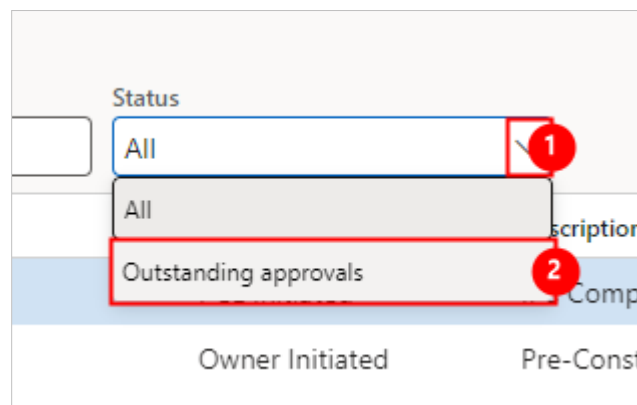 Status
All
1
All
scription
Outstanding approvals
2
Comp
Owner Initiated
Pre-Const